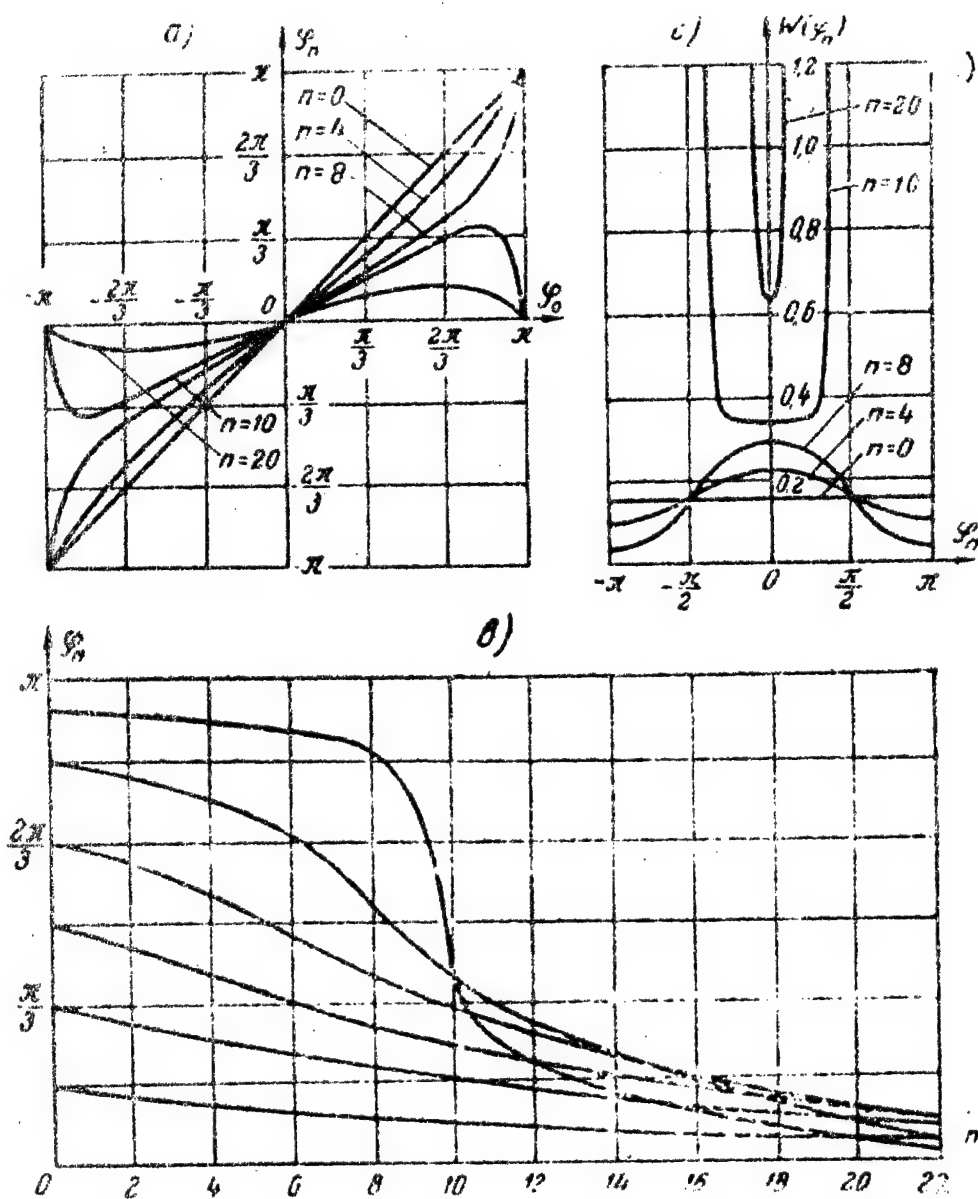 а)
φₙ
π
n=0
n=4
2π/3
n=8
π/3
-π
-2π/3
-π/3
0
φ₀
π/3
2π/3
π
π/3
n=10
n=20
2π/3
-π
W(φₙ)
1,2
n=20
1,0
n=10
0,8
0,6
0,4
n=8
n=4
n=0
0,2
φₙ
-π
-π/2
0
π/2
π
в)
φₙ
π
2π/3
π/3
n
0
2
4
6
8
10
12
14
16
18
20
22